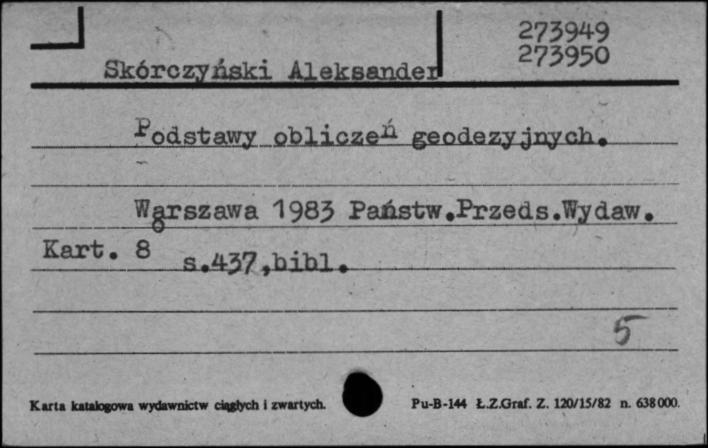 273949
273950
Skórczyński Aleksander
Podstawy obliczeń geodezyjnych.
Warszawa 1983 Państw.Przeds.Wydaw.
Kart. 8
s.437,bibl.
5
Karta katalogowa wydawnictw ciągłych i zwartych.
Pu-B-144 Ł.Z.Graf. Z. 120/15/82 n. 638000.